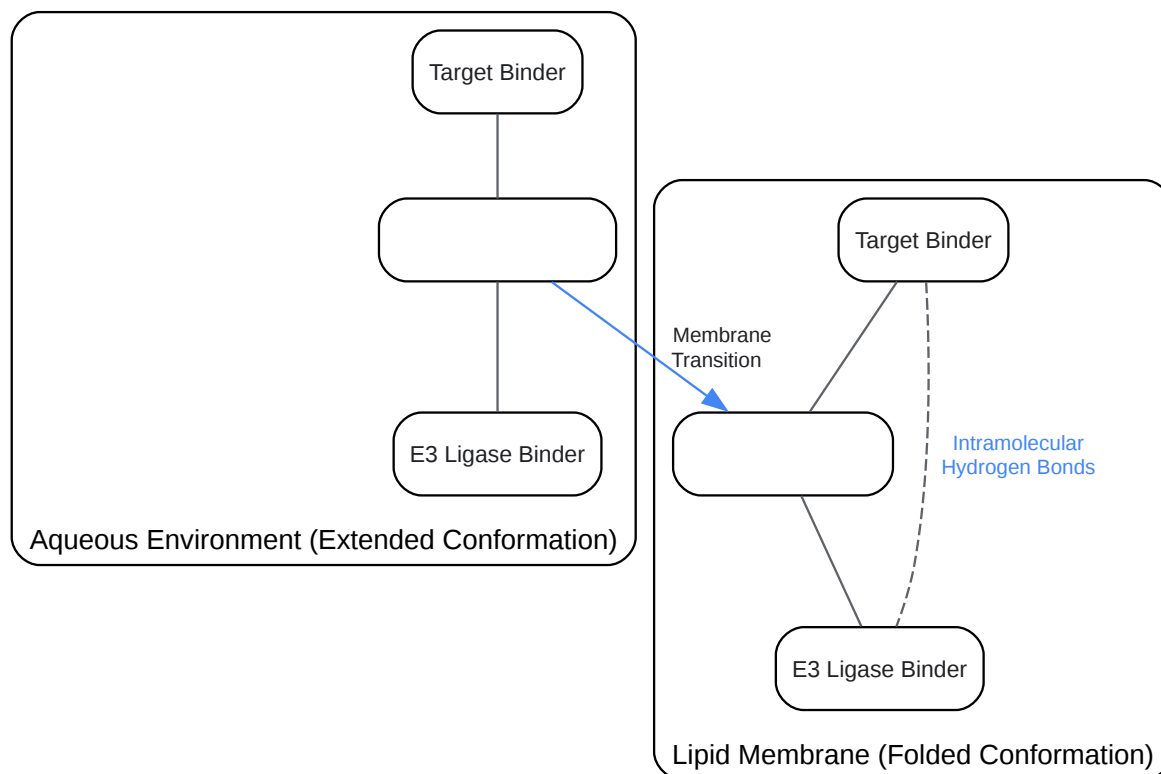 Target Binder
E3 Ligase Binder
Aqueous Environment (Extended Conformation)
Membrane
Transition
Target Binder
Intramolecular
Hydrogen Bonds
E3 Ligase Binder
Lipid Membrane (Folded Conformation)